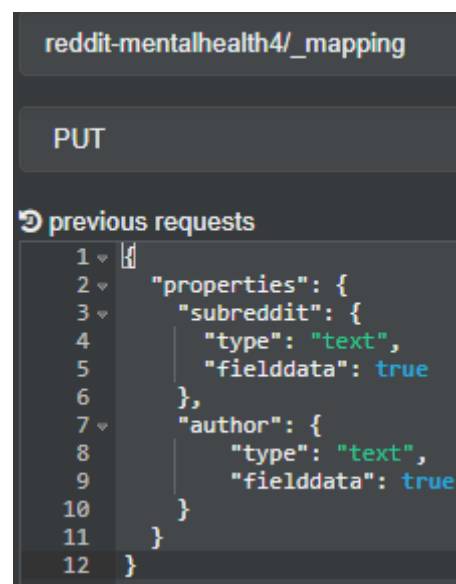 reddit-mentalhealth4/_mapping
PUT
previous requests
1 {
2 "properties": {
3 "subreddit": {
4 "type": "text",
5 "fielddata": true
6 },
7 "author": {
8 "type": "text",
9 "fielddata": true
10 }
11 }
12 }